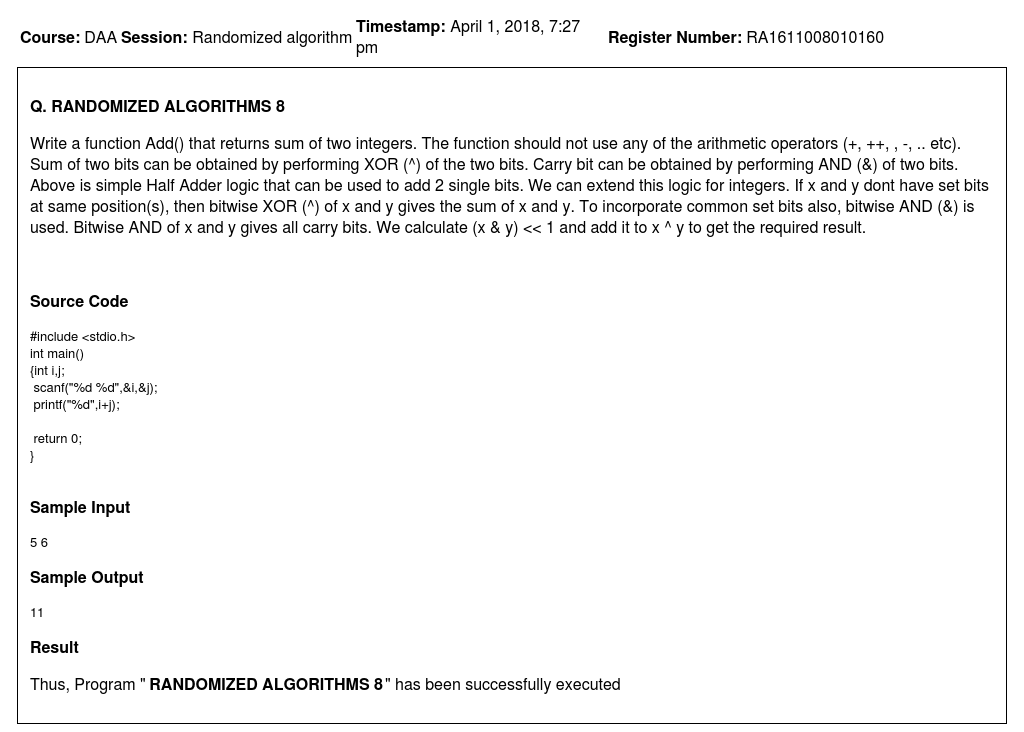 Course: DAA Session: Randomized algorithm Timestamp: April 1, 2018, 7:27 pm Register Number: RA1611008010160
Q. RANDOMIZED ALGORITHMS 8
Write a function Add() that returns sum of two integers. The function should not use any of the arithmetic operators (+, ++, , -, .. etc).
Sum of two bits can be obtained by performing XOR (^) of the two bits. Carry bit can be obtained by performing AND (&) of two bits.
Above is simple Half Adder logic that can be used to add 2 single bits. We can extend this logic for integers. If x and y dont have set bits
at same position(s), then bitwise XOR (^) of x and y gives the sum of x and y. To incorporate common set bits also, bitwise AND (&) is
used. Bitwise AND of x and y gives all carry bits. We calculate (x & y) << 1 and add it to x ^ y to get the required result.
Source Code
#include <stdio.h>
int main()
{int i,j;
scanf("%d %d",&i,&j);
printf("%d",i+j);
return 0;
}
Sample Input
5 6
Sample Output
11
Result
Thus, Program " RANDOMIZED ALGORITHMS 8" has been successfully executed